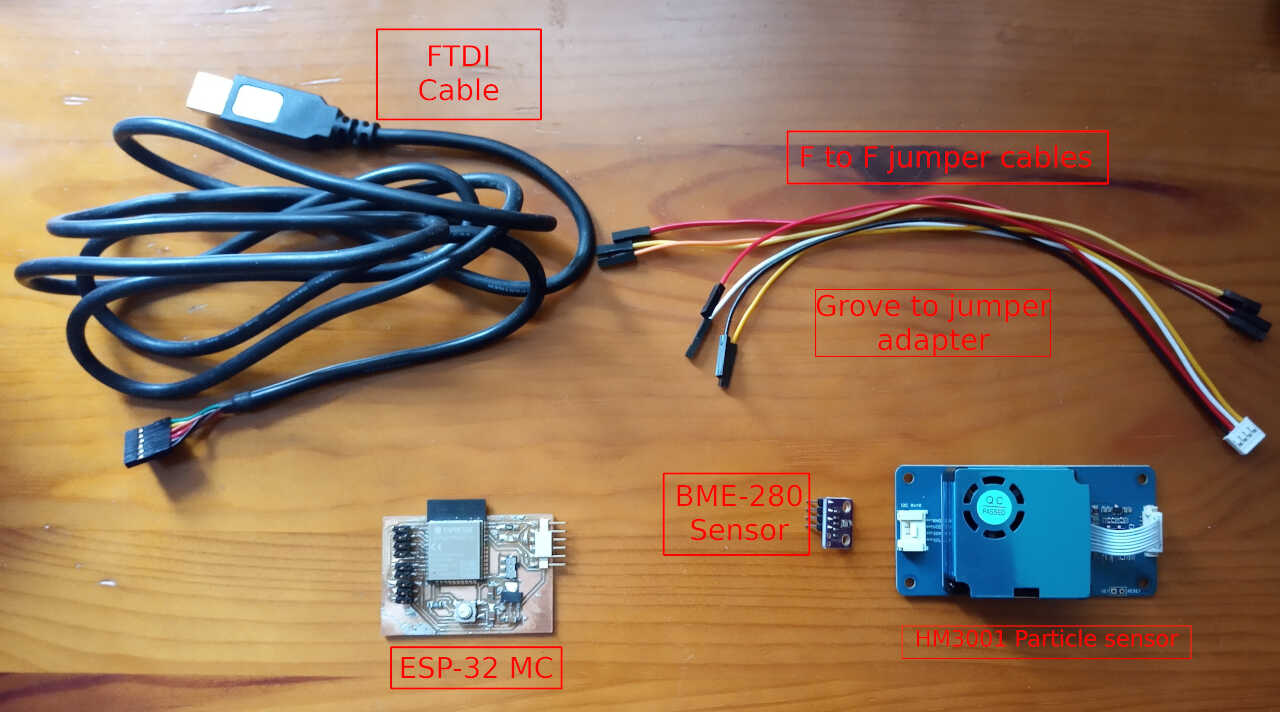 FTDI
Cable
F to F jumper cables
Grove to jumper
adapter
BME-280
Sensor
QC
PASSED
ESP-32 MC
HM3001 Particle sensor